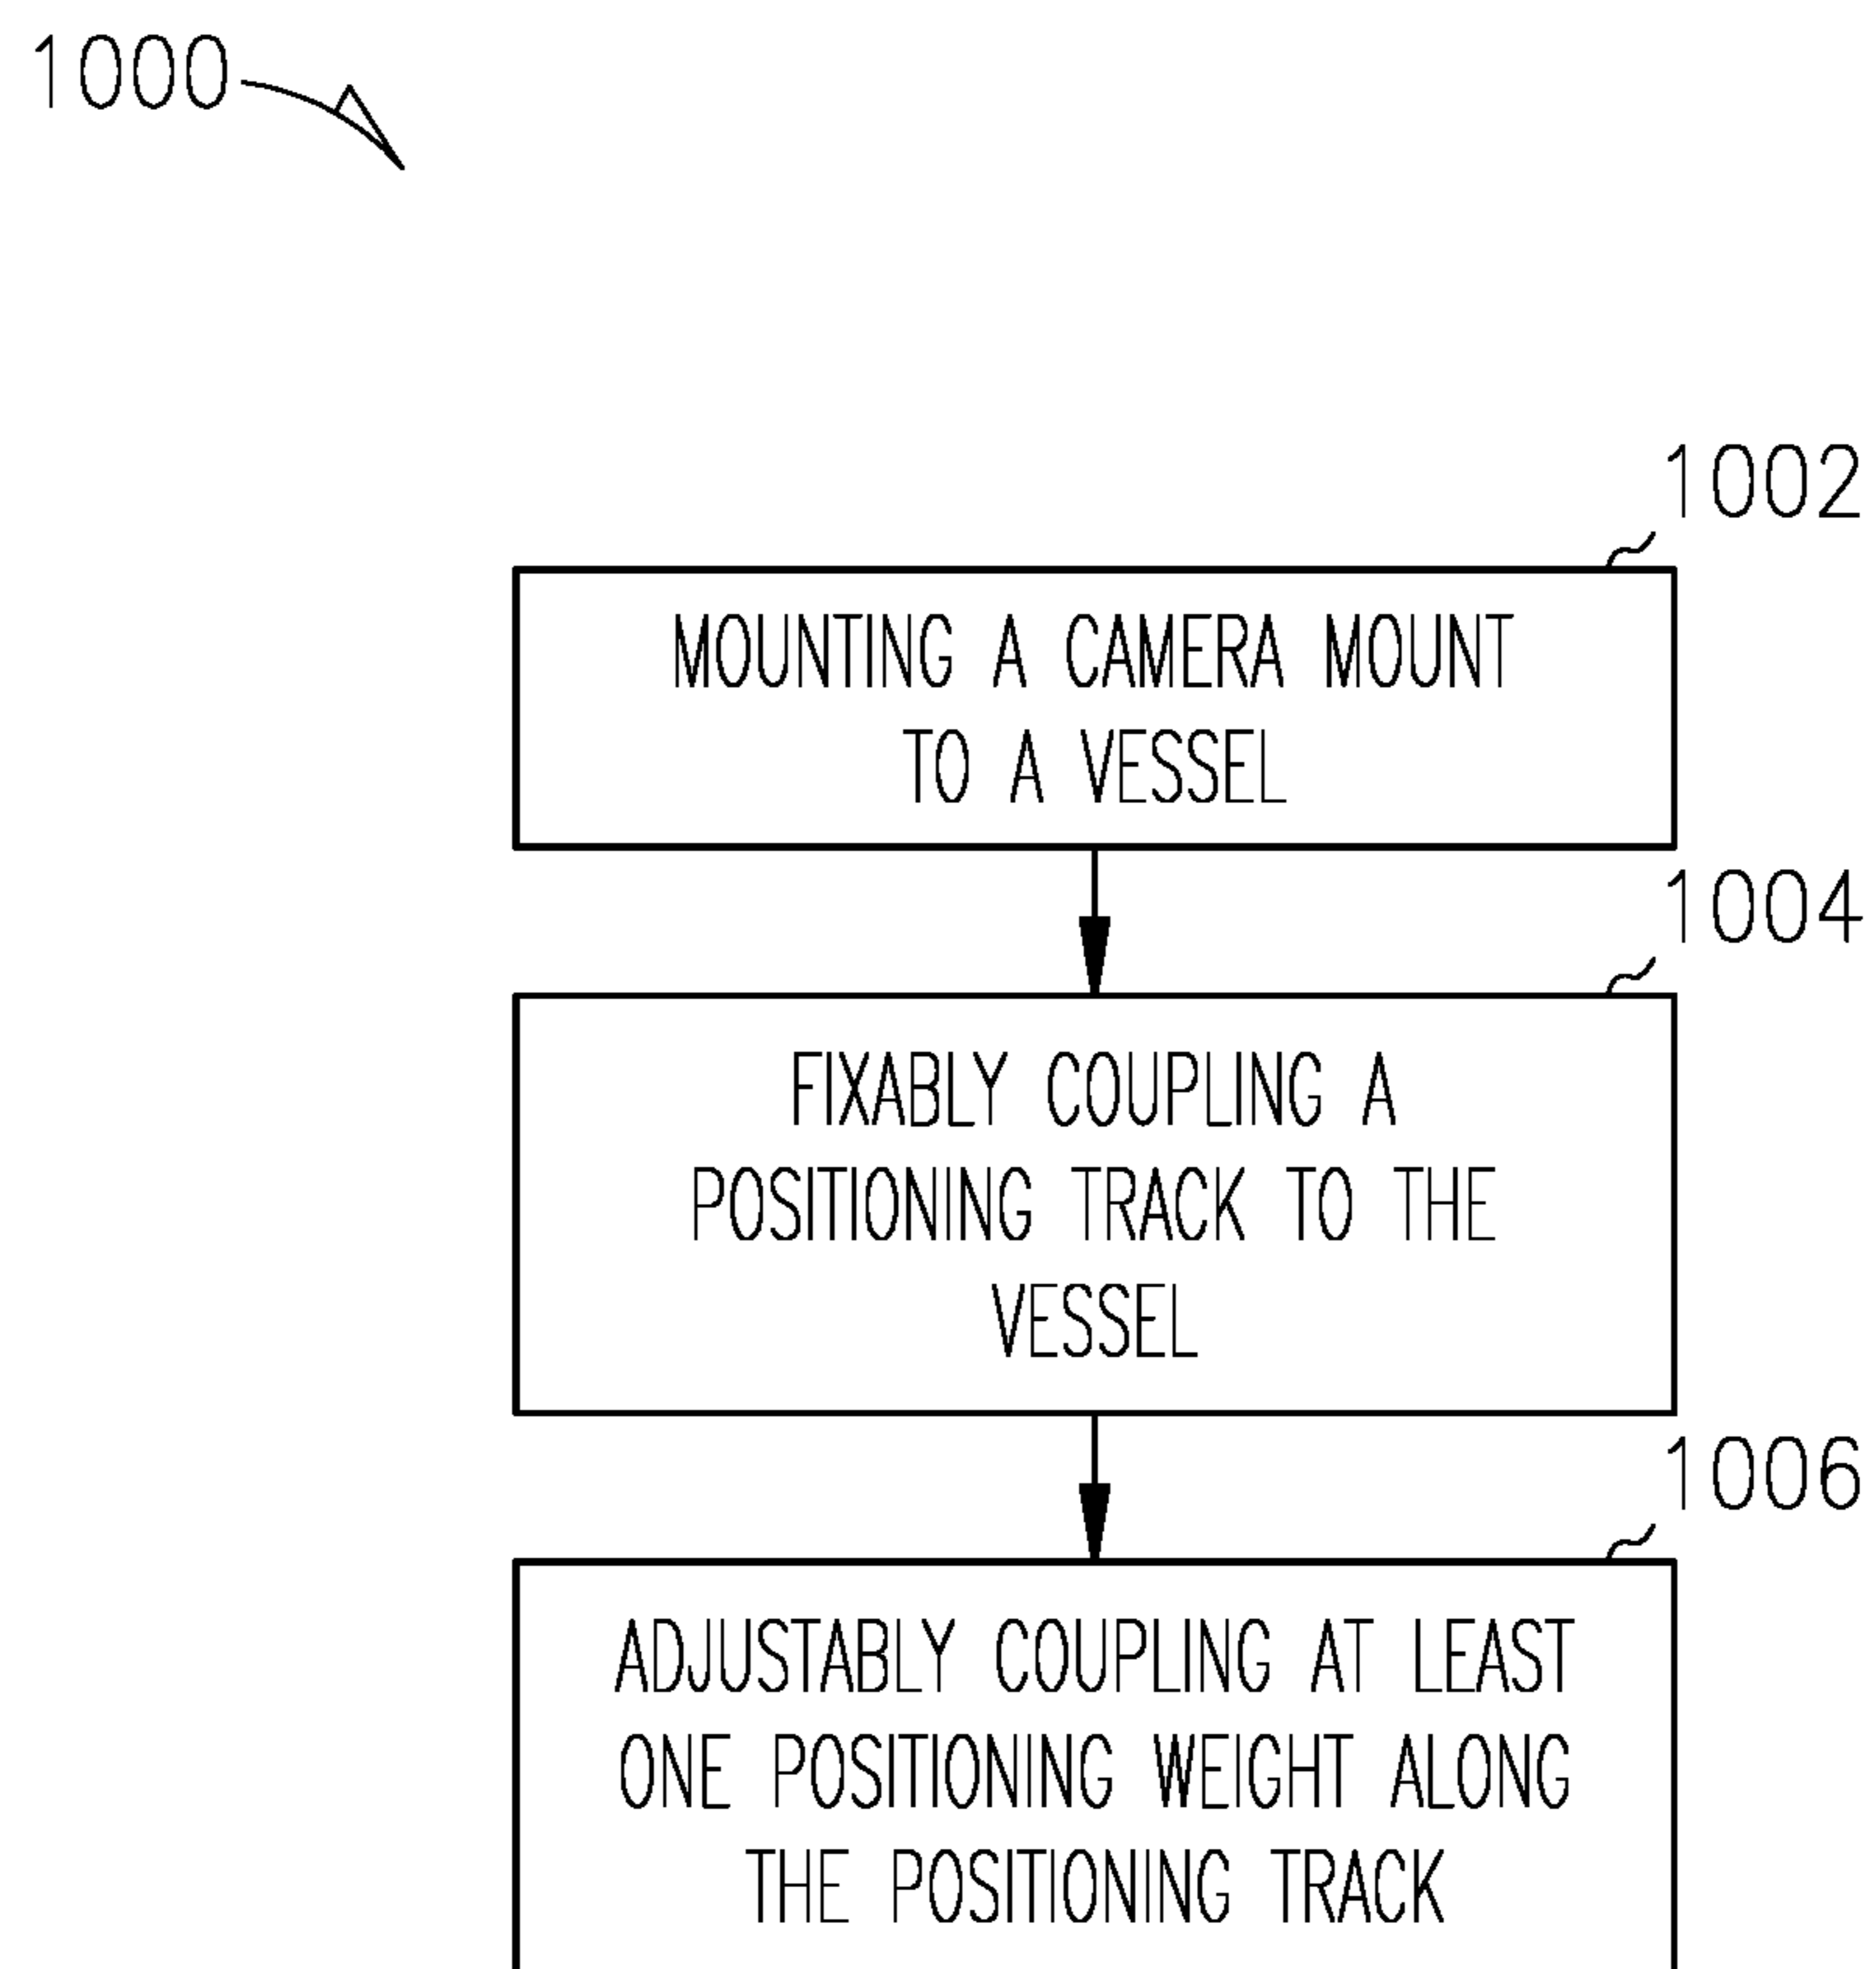 1000
1002
MOUNTING A CAMERA MOUNT
TO A VESSEL
1004
FIXABLY COUPLING A
POSITIONING TRACK TO THE
VESSEL
1006
ADJUSTABLY COUPLING AT LEAST
ONE POSITIONING WEIGHT ALONG
THE POSITIONING TRACK